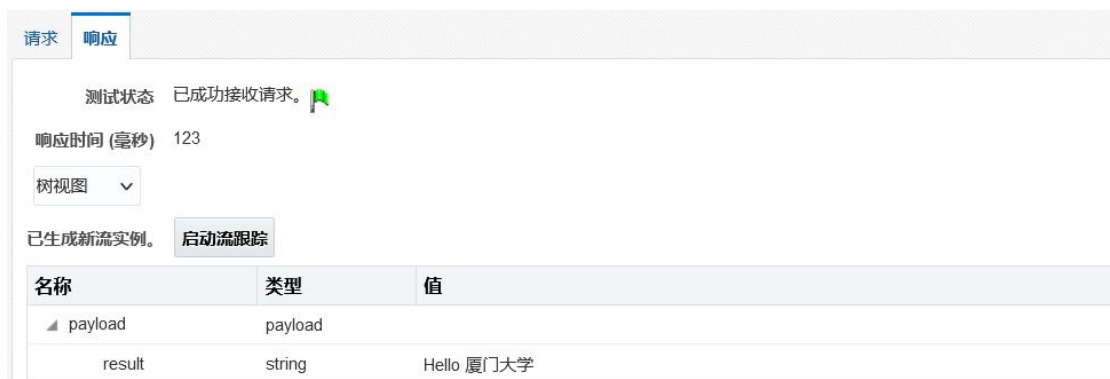 请求 响应
测试状态 已成功接收请求。
响应时间 (毫秒) 123
树视图
已生成新流实例。 启动流跟踪
名称 类型 值
payload payload
result string Hello 厦门大学